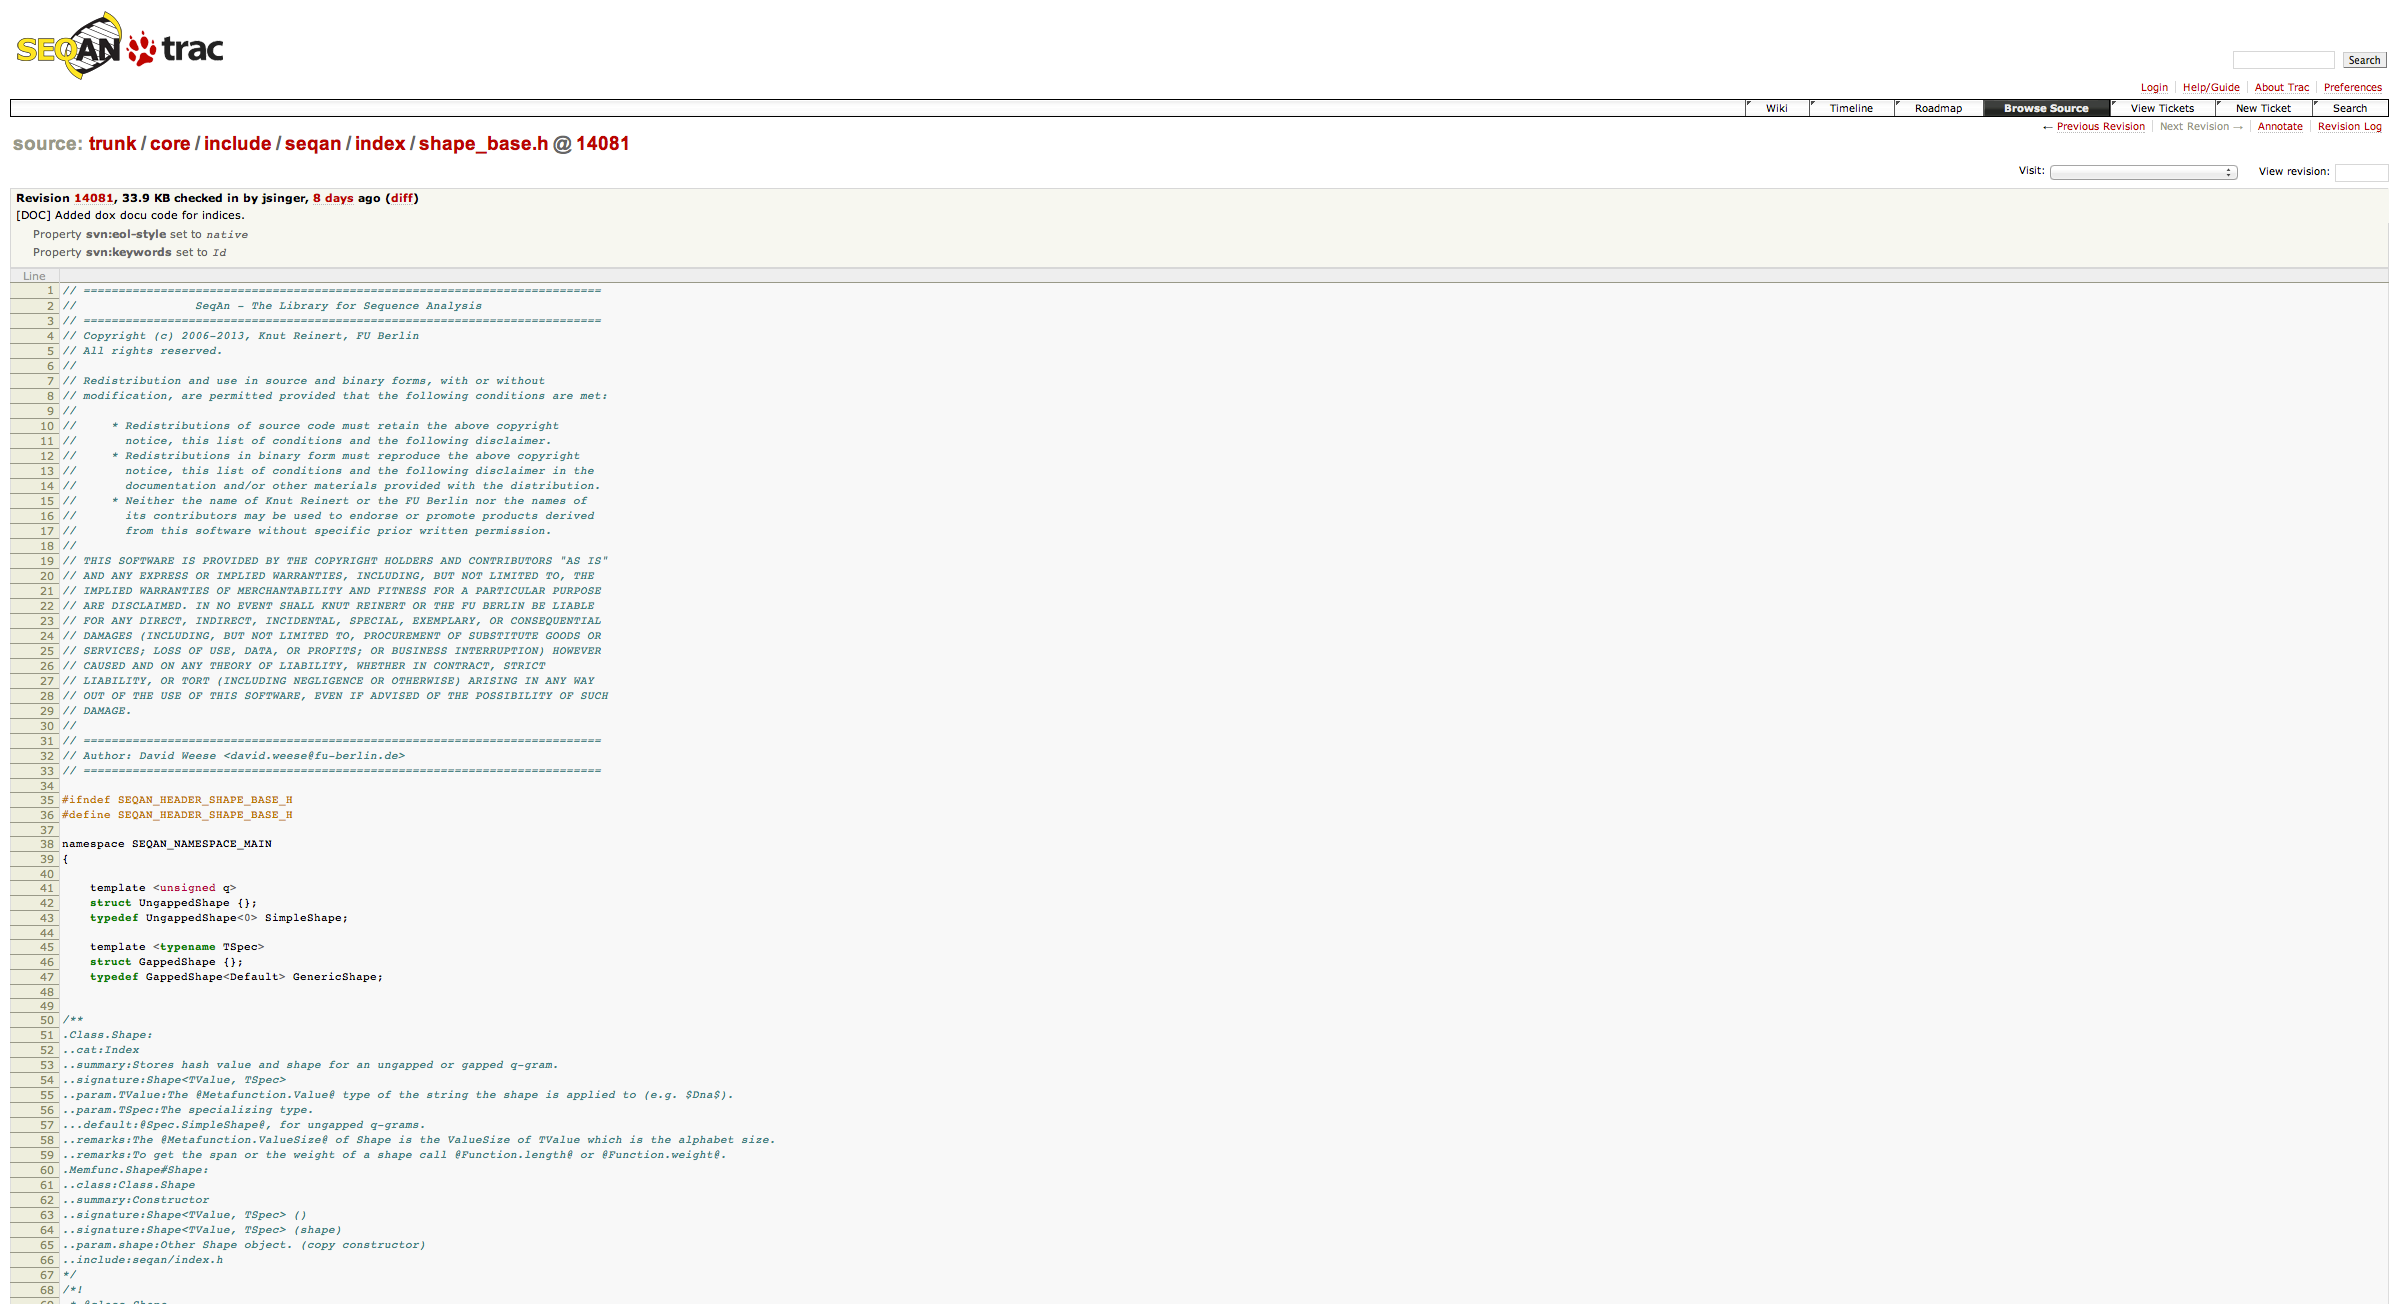 SEQAN trac
Search
Login Help/Guide About Trac Preferences
Wiki Timeline Roadmap Browse Source View Tickets New Ticket Search
← Previous Revision Next Revision → Annotate Revision Log
source: trunk / core / include / seqan / index / shape_base.h @ 14081
Visit: View revision:
Revision 14081, 33.9 KB checked in by jsinger, 8 days ago (diff)
[DOC] Added dox docu code for indices.
Property svn:eol-style set to native
Property svn:keywords set to Id
Line
1 // ==========================================================================
2 //                 SeqAn - The Library for Sequence Analysis
3 // ==========================================================================
4 // Copyright (c) 2006-2013, Knut Reinert, FU Berlin
5 // All rights reserved.
6 //
7 // Redistribution and use in source and binary forms, with or without
8 // modification, are permitted provided that the following conditions are met:
9 //
10 //     * Redistributions of source code must retain the above copyright
11 //       notice, this list of conditions and the following disclaimer.
12 //     * Redistributions in binary form must reproduce the above copyright
13 //       notice, this list of conditions and the following disclaimer in the
14 //       documentation and/or other materials provided with the distribution.
15 //     * Neither the name of Knut Reinert or the FU Berlin nor the names of
16 //       its contributors may be used to endorse or promote products derived
17 //       from this software without specific prior written permission.
18 //
19 // THIS SOFTWARE IS PROVIDED BY THE COPYRIGHT HOLDERS AND CONTRIBUTORS "AS IS"
20 // AND ANY EXPRESS OR IMPLIED WARRANTIES, INCLUDING, BUT NOT LIMITED TO, THE
21 // IMPLIED WARRANTIES OF MERCHANTABILITY AND FITNESS FOR A PARTICULAR PURPOSE
22 // ARE DISCLAIMED. IN NO EVENT SHALL KNUT REINERT OR THE FU BERLIN BE LIABLE
23 // FOR ANY DIRECT, INDIRECT, INCIDENTAL, SPECIAL, EXEMPLARY, OR CONSEQUENTIAL
24 // DAMAGES (INCLUDING, BUT NOT LIMITED TO, PROCUREMENT OF SUBSTITUTE GOODS OR
25 // SERVICES; LOSS OF USE, DATA, OR PROFITS; OR BUSINESS INTERRUPTION) HOWEVER
26 // CAUSED AND ON ANY THEORY OF LIABILITY, WHETHER IN CONTRACT, STRICT
27 // LIABILITY, OR TORT (INCLUDING NEGLIGENCE OR OTHERWISE) ARISING IN ANY WAY
28 // OUT OF THE USE OF THIS SOFTWARE, EVEN IF ADVISED OF THE POSSIBILITY OF SUCH
29 // DAMAGE.
30 //
31 // ==========================================================================
32 // Author: David Weese <david.weese@fu-berlin.de>
33 // ==========================================================================
34
35 #ifndef SEQAN_HEADER_SHAPE_BASE_H
36 #define SEQAN_HEADER_SHAPE_BASE_H
37
38 namespace SEQAN_NAMESPACE_MAIN
39 {
40
41     template <unsigned q>
42     struct UngappedShape {};
43     typedef UngappedShape<0> SimpleShape;
44
45     template <typename TSpec>
46     struct GappedShape {};
47     typedef GappedShape<Default> GenericShape;
48
49
50 /**
51 .Class.Shape:
52 ..cat:Index
53 ..summary:Stores hash value and shape for an ungapped or gapped q-gram.
54 ..signature:Shape<TValue, TSpec>
55 ..param.TValue:The @Metafunction.Value@ type of the string the shape is applied to (e.g. $Dna$).
56 ..param.TSpec:The specializing type.
57 ...default:@Spec.SimpleShape@, for ungapped q-grams.
58 ..remarks:The @Metafunction.ValueSize@ of Shape is the ValueSize of TValue which is the alphabet size.
59 ..remarks:To get the span or the weight of a shape call @Function.length@ or @Function.weight@.
60 .Memfunc.Shape#Shape:
61 ..class:Class.Shape
62 ..summary:Constructor
63 ..signature:Shape<TValue, TSpec> ()
64 ..signature:Shape<TValue, TSpec> (shape)
65 ..param.shape:Other Shape object. (copy constructor)
66 ..include:seqan/index.h
67 */
68 /*!